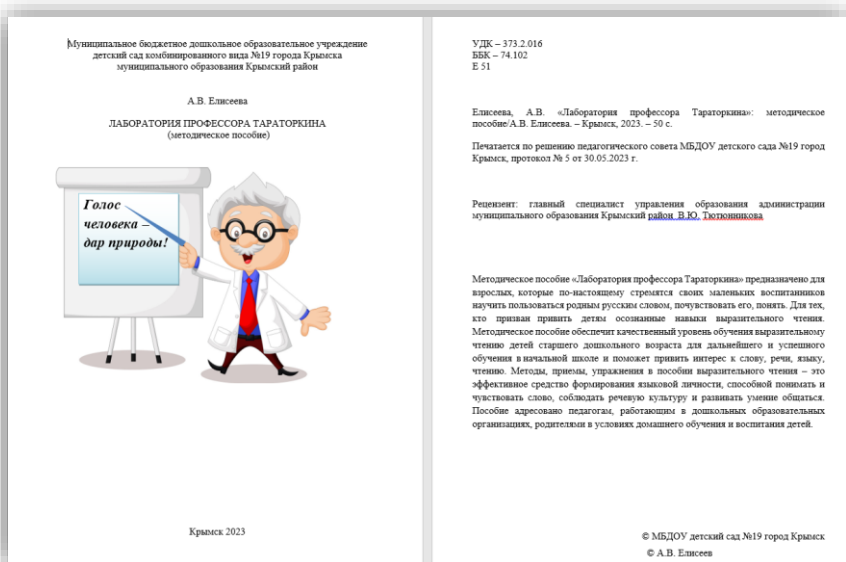 Муниципальное бюджетное дошкольное образовательное учреждение
детский сад комбинированного вида №19 города Крымска
муниципального образования Крымский район
А.В. Елисеева
ЛАБОРАТОРИЯ ПРОФЕССОРА ТАРАТОРКИНА
(методическое пособие)
Голос
человека –
дар природы!
Крымск 2023
УДК – 373.2.016
ББК – 74.102
Е 51
Елисеева, А.В. «Лаборатория профессора Тараторкина»: методическое
пособие/А.В. Елисеева. – Крымск, 2023. – 50 с.
Печатается по решению педагогического совета МБДОУ детского сада №19 город
Крымск, протокол № 5 от 30.05.2023 г.
Рецензент: главный специалист управления образования администрации
муниципального образования Крымский район В.Ю. Тютюнникова
Методическое пособие «Лаборатория профессора Тараторкина» предназначено для
взрослых, которые по-настоящему стремятся своих маленьких воспитанников
научить пользоваться родным русским словом, почувствовать его, понять. Для тех,
кто призван привить детям осознанные навыки выразительного чтения.
Методическое пособие обеспечит качественный уровень обучения выразительному
чтению детей старшего дошкольного возраста для дальнейшего и успешного
обучения в начальной школе и поможет привить интерес к слову, речи, языку,
чтению. Методы, приемы, упражнения в пособии выразительного чтения – это
эффективное средство формирования языковой личности, способной понимать и
чувствовать слово, соблюдать речевую культуру и развивать умение общаться.
Пособие адресовано педагогам, работающим в дошкольных образовательных
организациях, родителями в условиях домашнего обучения и воспитания детей.
© МБДОУ детский сад №19 город Крымск
© А.В. Елисеев